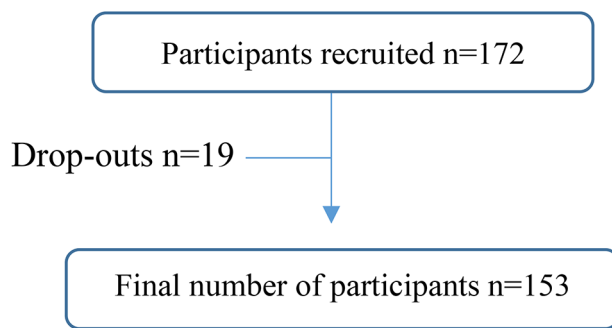 Participants recruited n=172
Drop-outs n=19
Final number of participants n=153